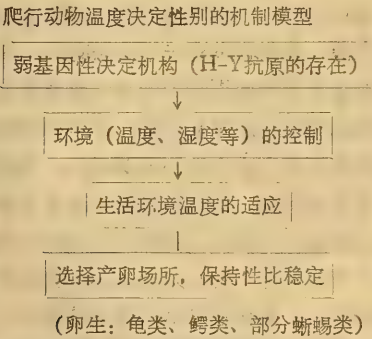 爬行动物温度决定性别的机制模型
弱基因性决定机构（H-Y抗原的存在）
环境（温度、湿度等）的控制
生活环境温度的适应
选择产卵场所，保持性比稳定
（卵生：龟类、鳄类、部分蜥蜴类）